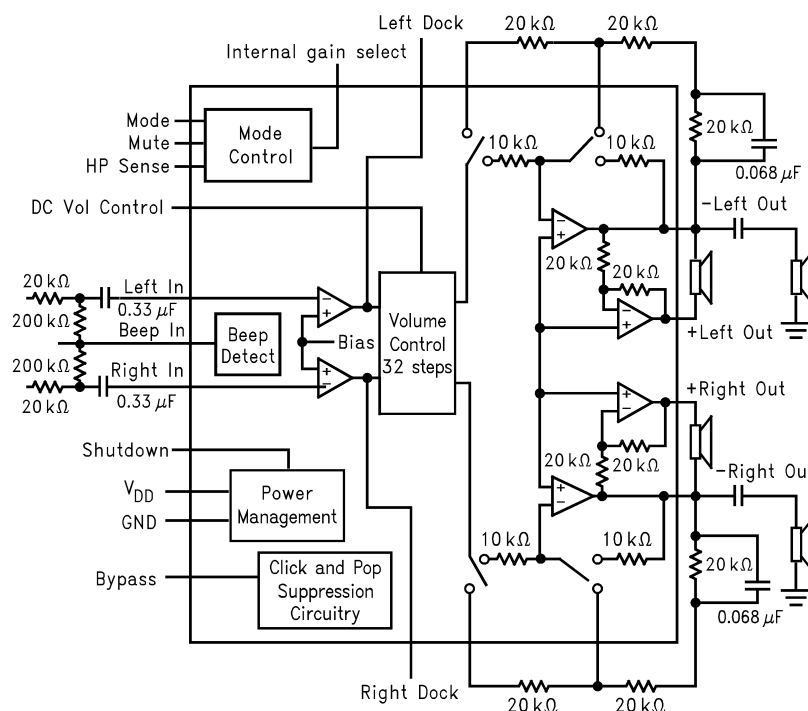 Left Dock
20 kΩ
20 kΩ
Internal gain select
Mode
Mute
HP Sense
Mode
Control
10 kΩ
10 kΩ
20 kΩ
0.068 µF
DC Vol Control
−Left Out
−
+
20 kΩ
20 kΩ
−
+
+Left Out
20 kΩ
Left In
0.33 µF
200 kΩ
Beep In
Beep
Detect
−
+
Bias
Volume
Control
32 steps
200 kΩ
Right In
0.33 µF
20 kΩ
+
−
+
−
+Right Out
20 kΩ
20 kΩ
−Right Ou
+
−
Shutdown
VDD
GND
Power
Management
10 kΩ
10 kΩ
20 kΩ
0.068 µF
Bypass
Click and Pop
Suppression
Circuitry
Right Dock
20 kΩ
20 kΩ